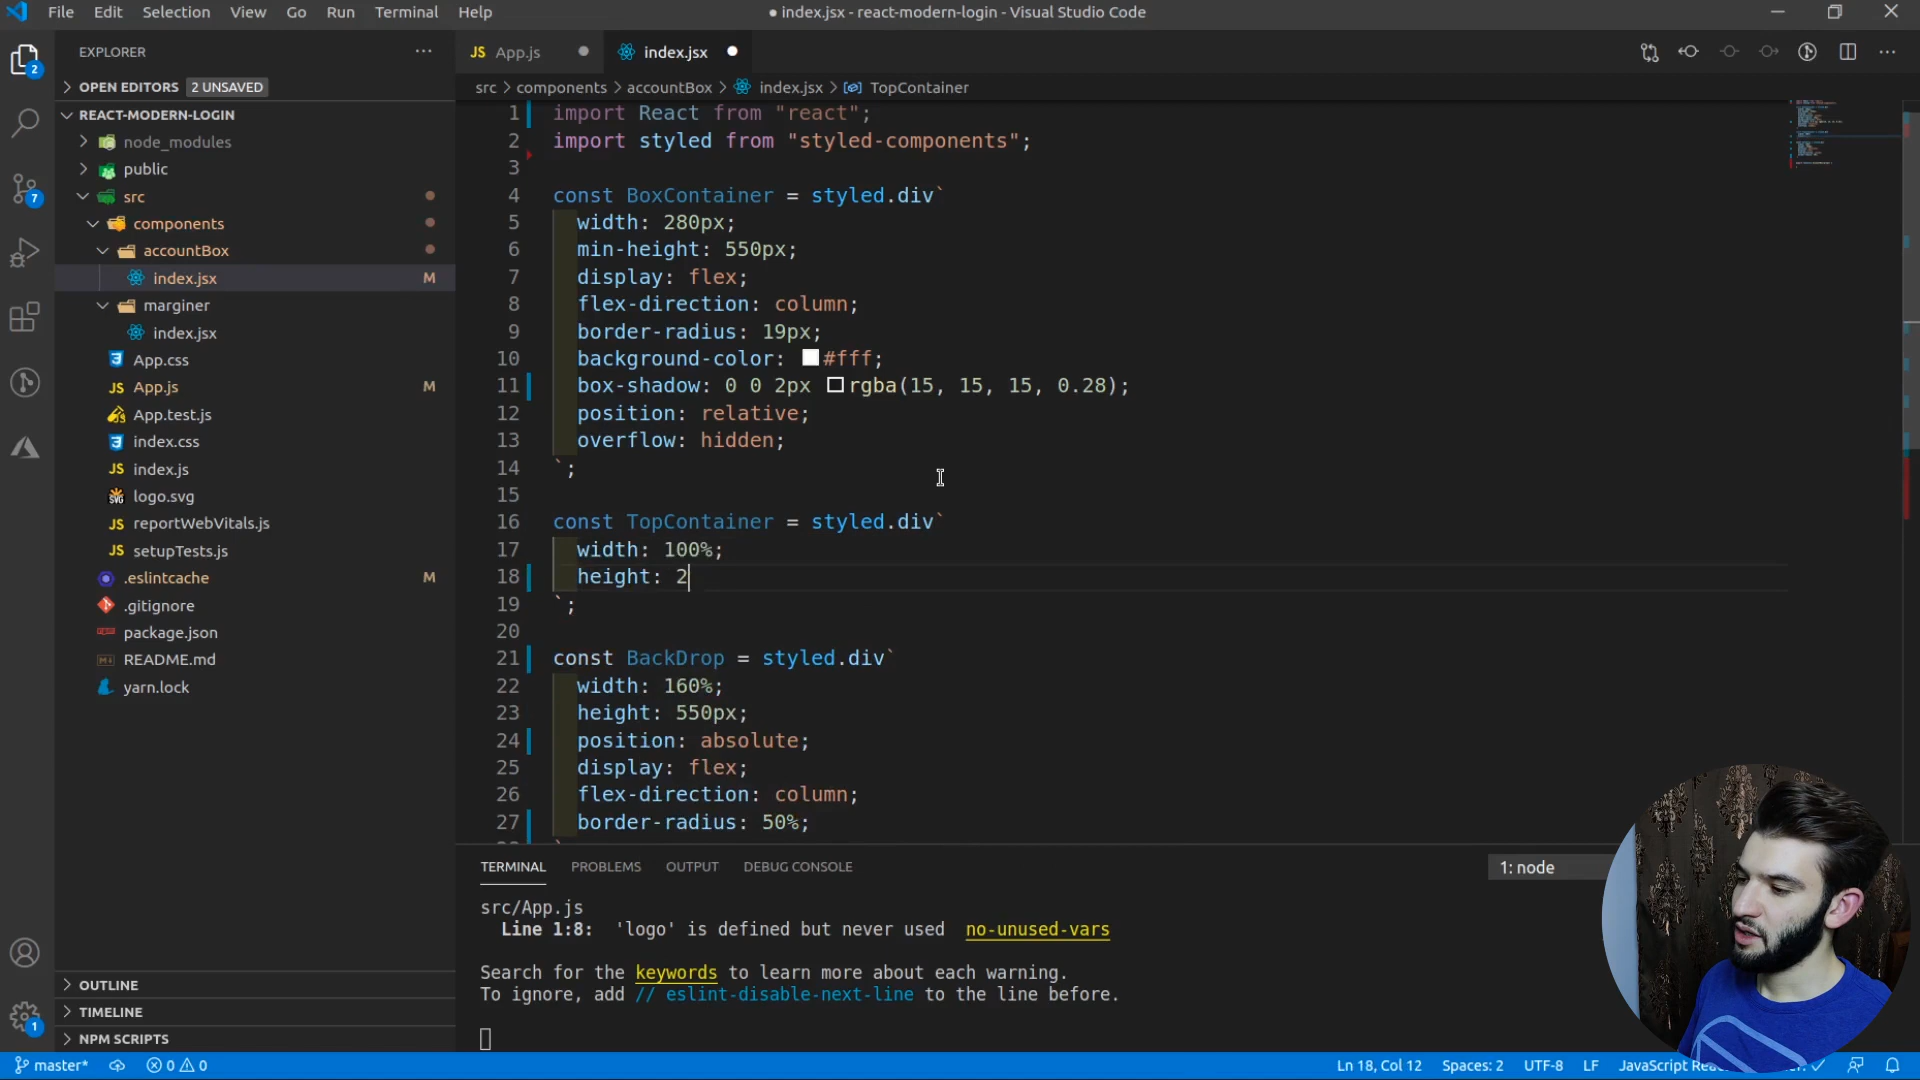 File Edit Selection View Go Run Terminal Help
● index.jsx - react-modern-login - Visual Studio Code
EXPLORER
OPEN EDITORS 2 UNSAVED
REACT-MODERN-LOGIN
node_modules
public
src
components
accountBox
index.jsx M
marginer
index.jsx
App.css
App.js M
App.test.js
index.css
index.js
logo.svg
reportWebVitals.js
setupTests.js
.eslintcache M
.gitignore
package.json
README.md
yarn.lock
OUTLINE
TIMELINE
NPM SCRIPTS
2
7
1
JS App.js
index.jsx
src > components > accountBox > index.jsx > TopContainer
1 import React from "react";
2 import styled from "styled-components";
3
4 const BoxContainer = styled.div`
5 width: 280px;
6 min-height: 550px;
7 display: flex;
8 flex-direction: column;
9 border-radius: 19px;
10 background-color: #fff;
11 box-shadow: 0 0 2px rgba(15, 15, 15, 0.28);
12 position: relative;
13 overflow: hidden;
14 `;
15
16 const TopContainer = styled.div`
17 width: 100%;
18 height: 2
19 `;
20
21 const BackDrop = styled.div`
22 width: 160%;
23 height: 550px;
24 position: absolute;
25 display: flex;
26 flex-direction: column;
27 border-radius: 50%;
TERMINAL PROBLEMS OUTPUT DEBUG CONSOLE
1: node
src/App.js
Line 1:8: 'logo' is defined but never used no-unused-vars
Search for the keywords to learn more about each warning.
To ignore, add // eslint-disable-next-line to the line before.
master* 0 0
Ln 18, Col 12 Spaces: 2 UTF-8 LF JavaScript Rea